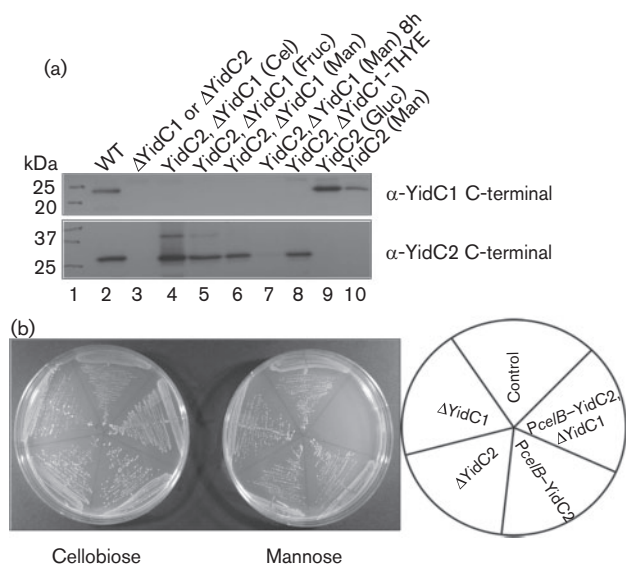 (a)
kDa
WT
ΔYidC1 or ΔYidC2
YidC2, ΔYidC1 (Cel)
YidC2, ΔYidC1 (Fruc)
YidC2, ΔYidC1 (Man)
YidC2, ΔYidC1 (Man) 8h
YidC2, ΔYidC1-THYE
YidC2 (Gluc)
YidC2 (Man)
25
20
α-YidC1 C-terminal
37
25
α-YidC2 C-terminal
1 2 3 4 5 6 7 8 9 10
(b)
Control
ΔYidC1
PcelB–YidC2,
ΔYidC1
ΔYidC2
PcelB–YidC2
Cellobiose
Mannose